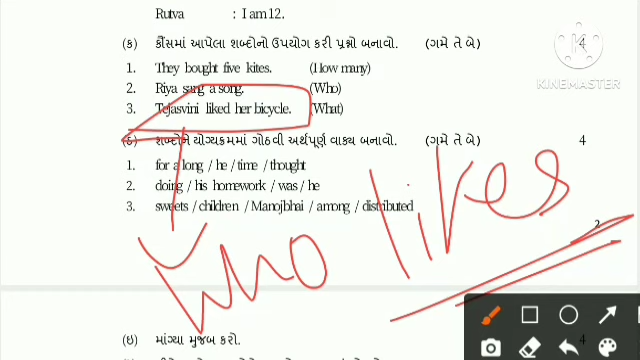 Rutva : I am 12.
(ક) કૌંસમાં આપેલા શબ્દોનો ઉપયોગ કરી પ્રશ્નો બનાવો. (ગમે તે બે) 4
1. They bought five kites. (How many)
2. Riya sang a song. (Who)
3. Tejasvini liked her bicycle. (What)
(ઠ) શબ્દોને યોગ્યક્રમમાં ગોઠવી અર્થપૂર્ણ વાક્ય બનાવો. (ગમે તે બે) 4
1. for a long / he / time / thought
2. doing / his homework / was / he
3. sweets / children / Manojbhai / among / distributed
2
who likes
(ઇ) માંગ્યા મુજબ કરો. 4
KINEMASTER